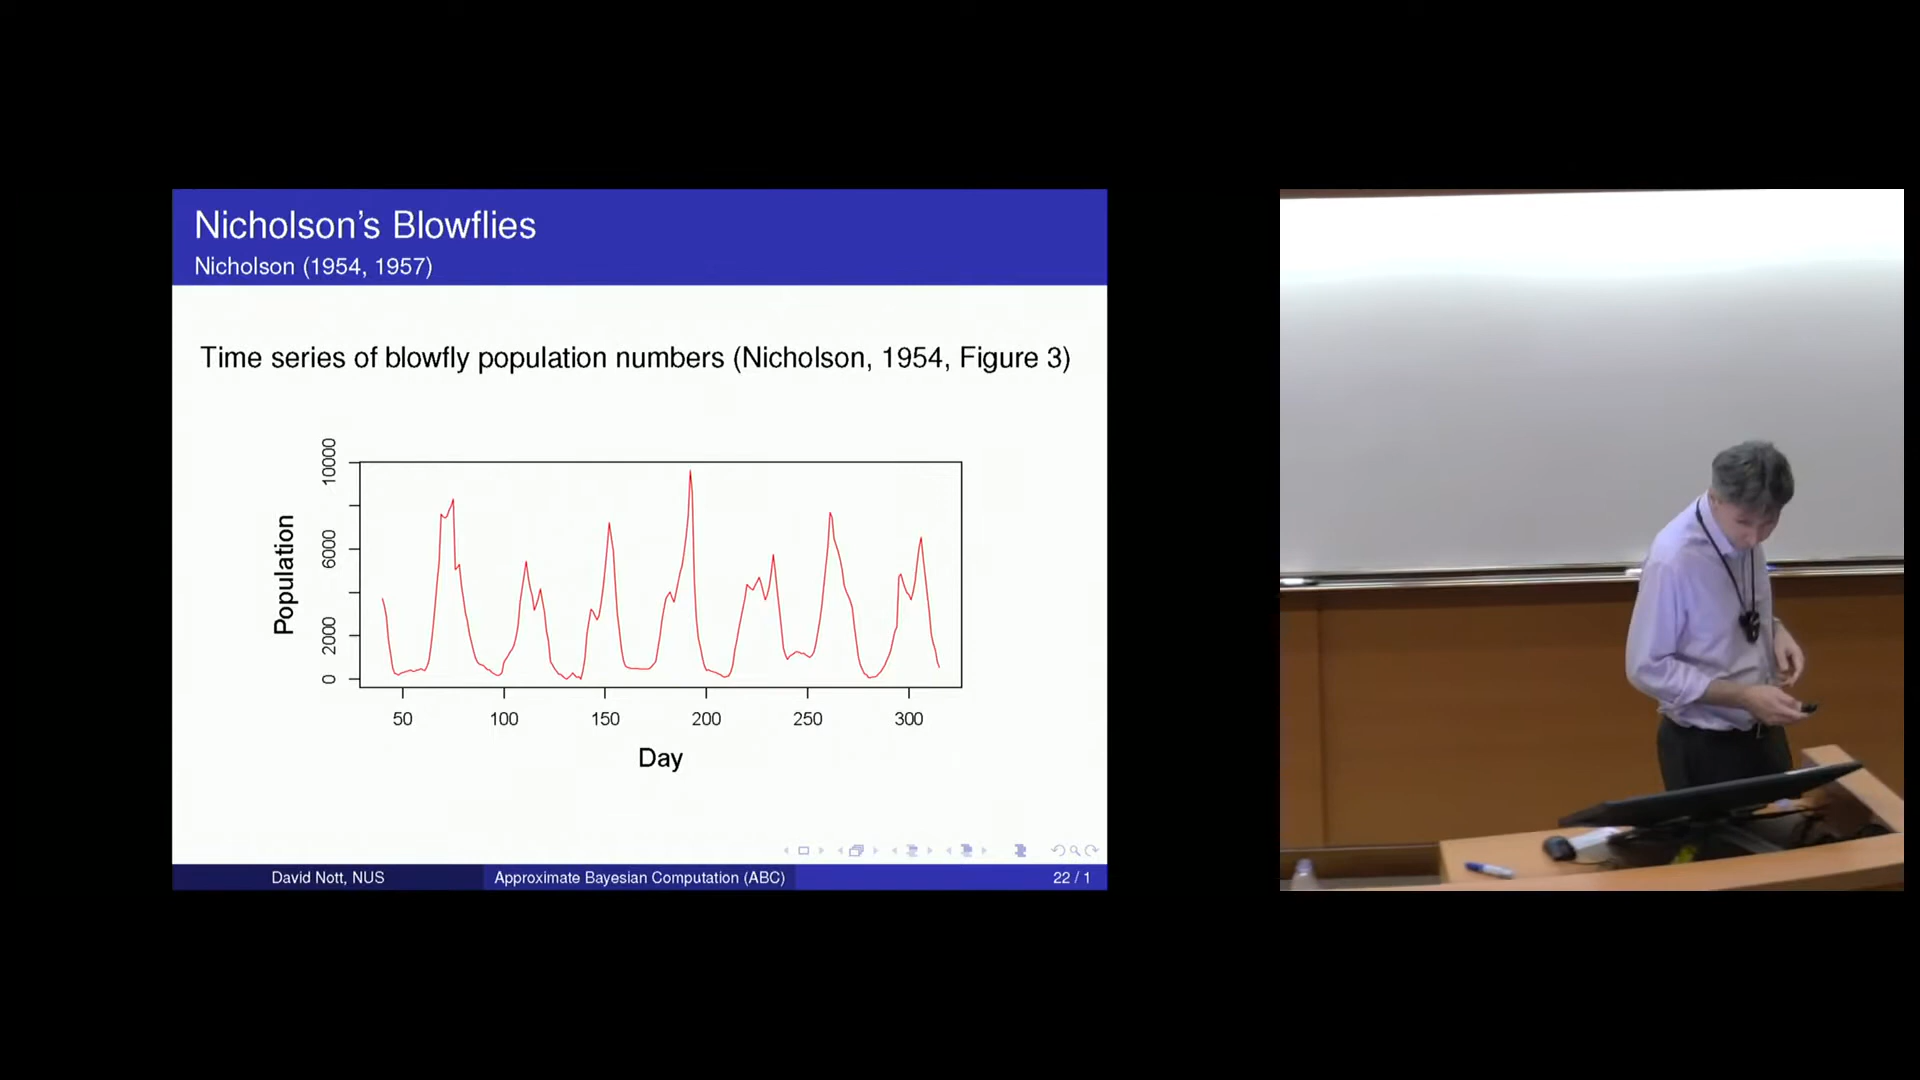 Nicholson's Blowflies
Nicholson (1954, 1957)
Time series of blowfly population numbers (Nicholson, 1954, Figure 3)
Population
10000
6000
2000
0
50 100 150 200 250 300
Day
David Nott, NUS Approximate Bayesian Computation (ABC) 22 / 1